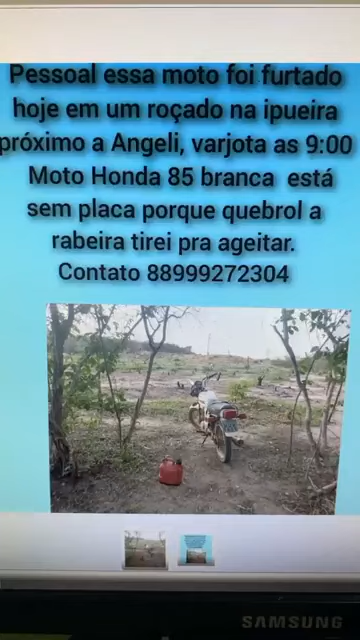 Pessoal essa moto foi furtado
hoje em um roçado na ipueira
próximo a Angeli, varjota as 9:00
Moto Honda 85 branca está
sem placa porque quebrol a
rabeira tirei pra ageitar.
Contato 88999272304
SAMSUNG